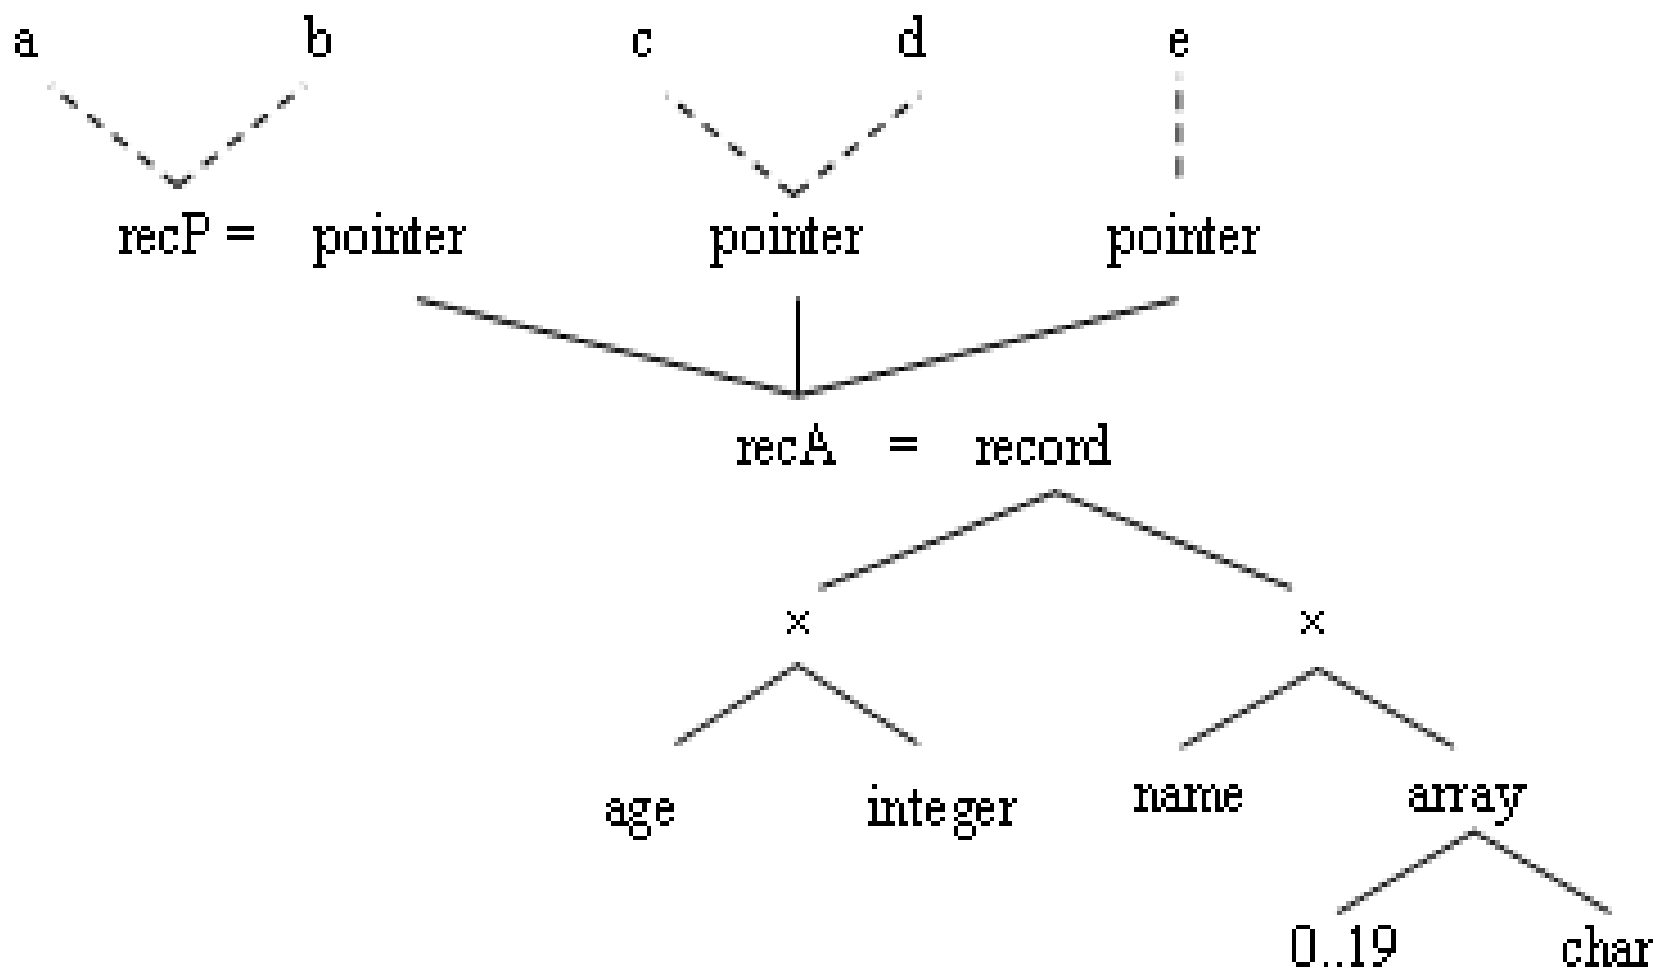 a b c d e
recP = pointer pointer pointer
recA = record
× ×
age integer name array
0..19 char